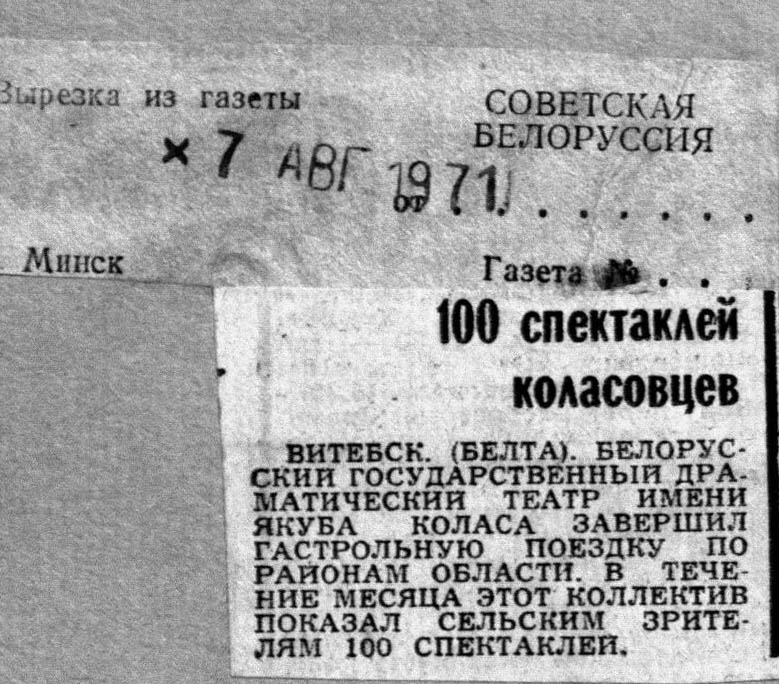 Вырезка из газеты
СОВЕТСКАЯ
БЕЛОРУССИЯ
× 7 АВГ 1971
от . . . . . . . .
Минск
Газета № . . .
100 спектаклей
коласовцев
ВИТЕБСК. (БЕЛТА). БЕЛОРУС-
СКИЙ ГОСУДАРСТВЕННЫЙ ДРА-
МАТИЧЕСКИЙ ТЕАТР ИМЕНИ
ЯКУБА КОЛАСА ЗАВЕРШИЛ
ГАСТРОЛЬНУЮ ПОЕЗДКУ ПО
РАЙОНАМ ОБЛАСТИ. В ТЕЧЕ-
НИЕ МЕСЯЦА ЭТОТ КОЛЛЕКТИВ
ПОКАЗАЛ СЕЛЬСКИМ ЗРИТЕ-
ЛЯМ 100 СПЕКТАКЛЕЙ.